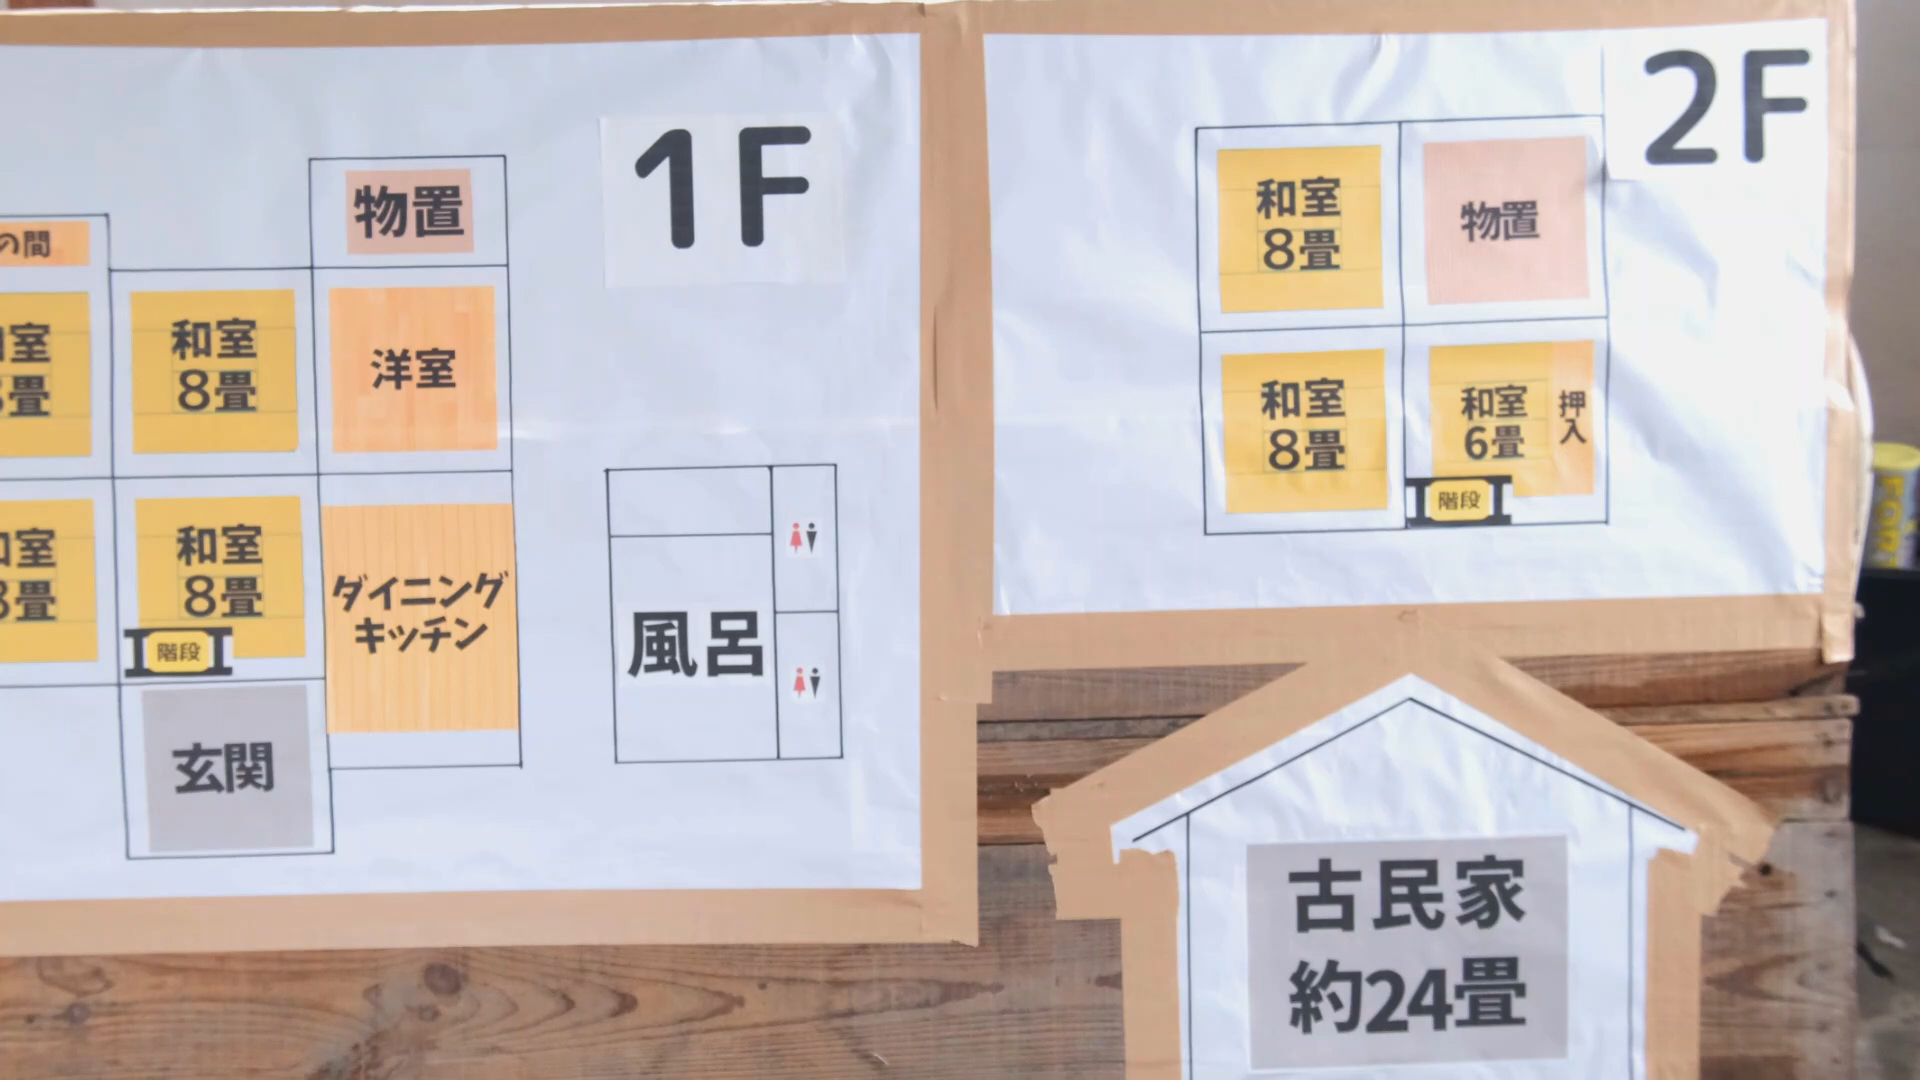 1F
物置
の間
室
8畳
和室
8畳
洋室
室
8畳
和室
8畳
階段
ダイニング
キッチン
玄関
風呂
2F
和室
8畳
物置
和室
8畳
和室
6畳
押入
階段
古民家
約24畳